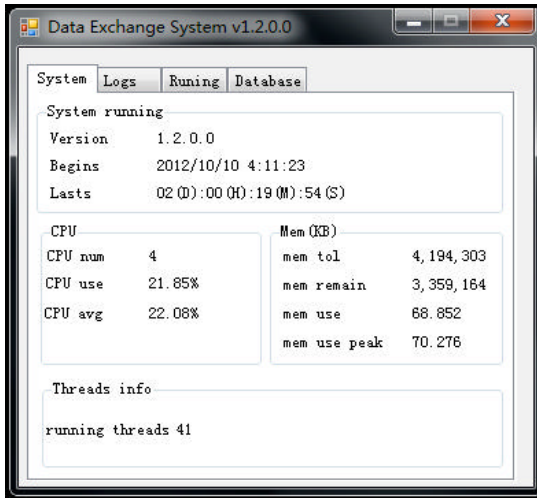 Data Exchange System v1.2.0.0
System Logs Runing Database
System running
Version 1.2.0.0
Begins 2012/10/10 4:11:23
Lasts 02(D):00(H):19(M):54(S)
CPU
CPU num 4
CPU use 21.85%
CPU avg 22.08%
Mem(KB)
mem tol 4,194,303
mem remain 3,359,164
mem use 68.852
mem use peak 70.276
Threads info
running threads 41